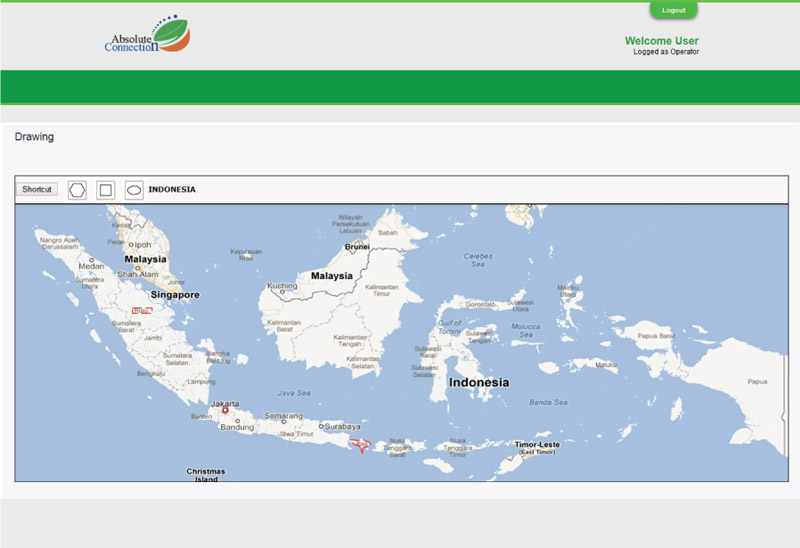 Logout
Absolute
Connection
Welcome User
Logged as Operator
Drawing
Shortcut
INDONESIA
Nangro Aceh
Darussalam
Kedah
Perak
Ipoh
Medan
Malaysia
Shah Alam
Sumatera
Utara
Johor
Singapore
Kepulauan
Riau
Wilayah
Persekutuan
Labuan
Sabah
Brunei
Malaysia
Kuching
Kalimantan
Timur
Celebes
Sea
Maluku
Utara
Gorontalo
Sulawesi
Utara
Riau
Sumatera
Barat
Jambi
Kalimantan
Barat
Kalimantan
Tengah
Kalimantan
Selatan
Gulf of
Tomini
Sulawesi
Tengah
Molucca
Sea
Papua Barat
Sulawesi
Barat
Sulawesi
Selatan
Maluku
Papua
Sumatera
Selatan
Bangka
Belitung
Bengkulu
Lampung
Indonesia
Java Sea
Banda Sea
Jakarta
Banten
Bandung
Semarang
Jawa Timur
Surabaya
Nusa
Tenggara
Barat
Nusa
Tenggara
Timur
Timor-Leste
(East Timor)
Christmas
Island